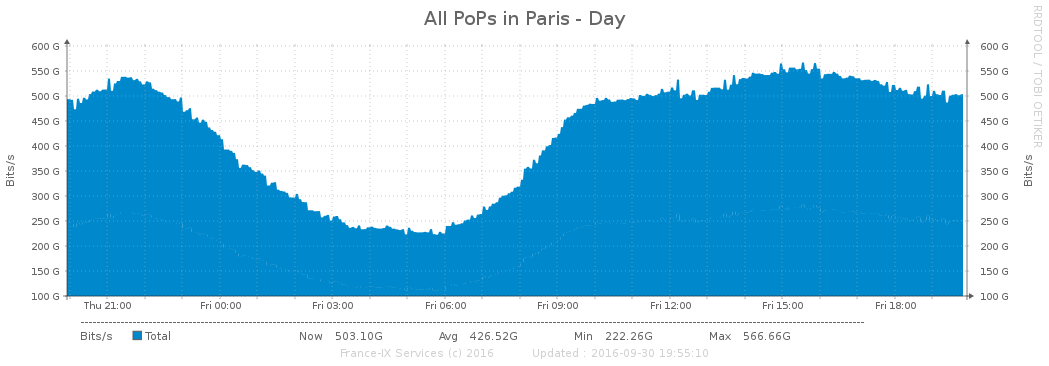 All PoPs in Paris - Day
RRDTOOL / TOBI OETIKER
600 G 600 G
550 G 550 G
500 G 500 G
450 G 450 G
400 G 400 G
350 G 350 G
300 G 300 G
250 G 250 G
200 G 200 G
150 G 150 G
100 G 100 G
Bits/s Bits/s
Thu 21:00 Fri 00:00 Fri 03:00 Fri 06:00 Fri 09:00 Fri 12:00 Fri 15:00 Fri 18:00
Bits/s Total Now 503.10G Avg 426.52G Min 222.26G Max 566.66G
France-IX Services (c) 2016 Updated : 2016-09-30 19:55:10